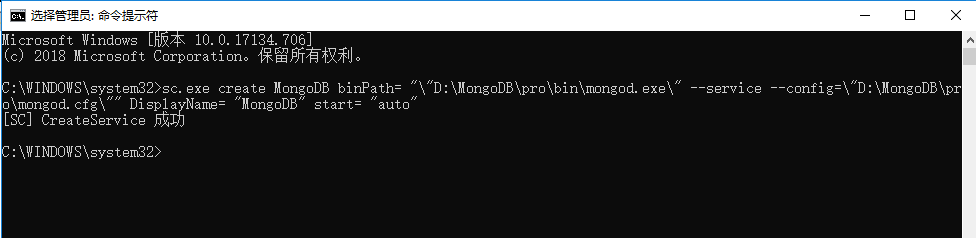 选择管理员: 命令提示符
Microsoft Windows [版本 10.0.17134.706]
(c) 2018 Microsoft Corporation。保留所有权利。
C:\WINDOWS\system32>sc.exe create MongoDB binPath= "\"D:\MongoDB\pro\bin\mongod.exe\" --service --config=\"D:\MongoDB\pr
o\mongod.cfg\"" DisplayName= "MongoDB" start= "auto"
[SC] CreateService 成功
C:\WINDOWS\system32>